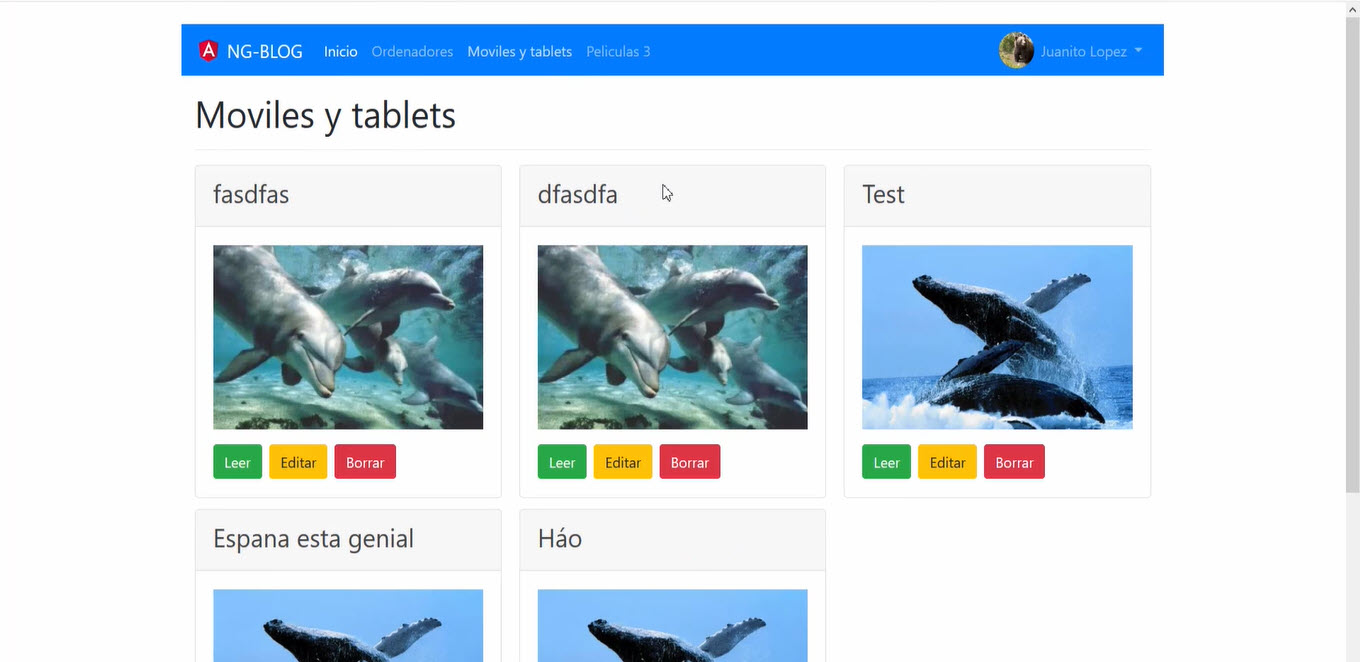 NG-BLOG Inicio Ordenadores Moviles y tablets Peliculas 3 Juanito Lopez
Moviles y tablets
fasdfas
dfasdfa
Test
Leer Editar Borrar
Leer Editar Borrar
Leer Editar Borrar
Espana esta genial
Háo